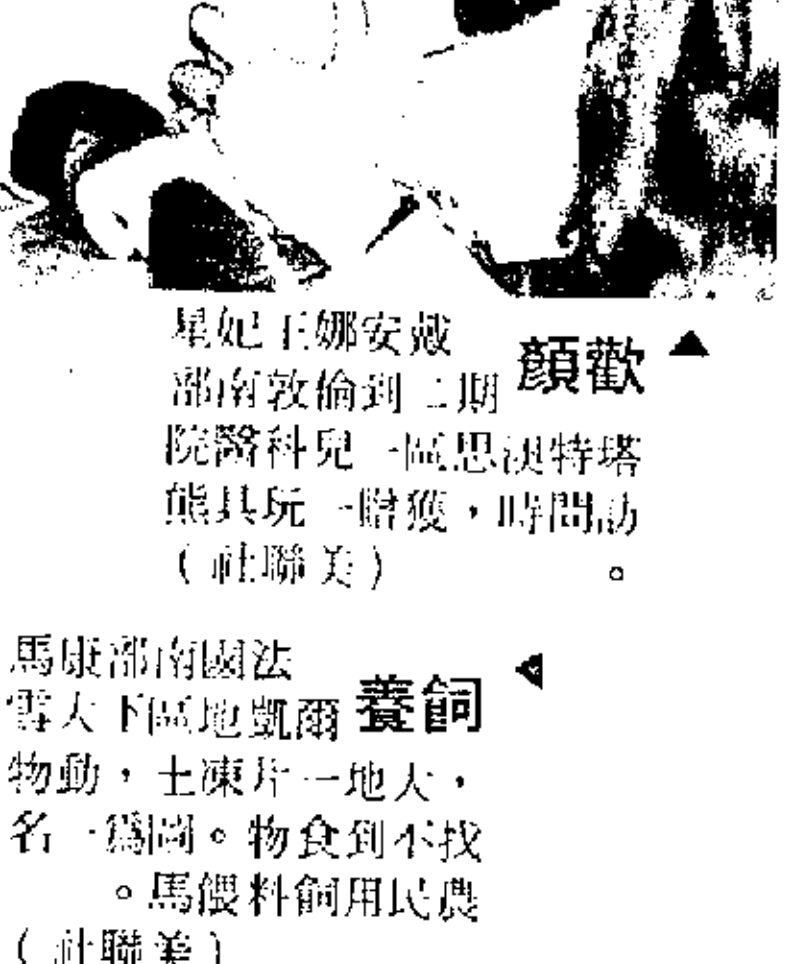 ▲歡顏
戴安娜王妃星
期二到倫敦南部
塔特澳思區一兒科醫院
訪問時，獲贈一玩具熊
。（美聯社）
◀飼養
法國南部康馬
爾凱地區下大雪
，大地一片凍土，動物
找不到食物。圖爲一名
農民用飼料餵馬。
（美聯社）